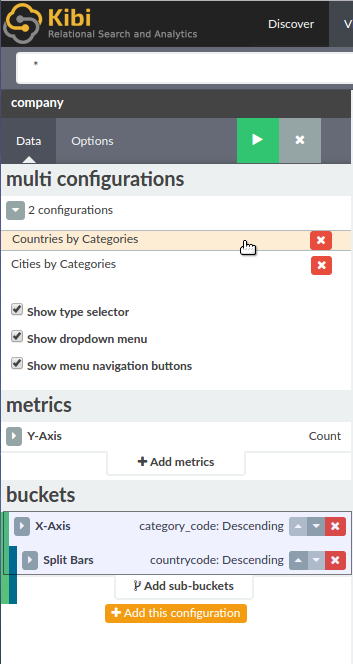 Kibi
Relational Search and Analytics
Discover
*
company
Data Options
multi configurations
2 configurations
Countries by Categories
Cities by Categories
Show type selector
Show dropdown menu
Show menu navigation buttons
metrics
Y-Axis Count
Add metrics
buckets
X-Axis category_code: Descending
Split Bars countrycode: Descending
Add sub-buckets
Add this configuration